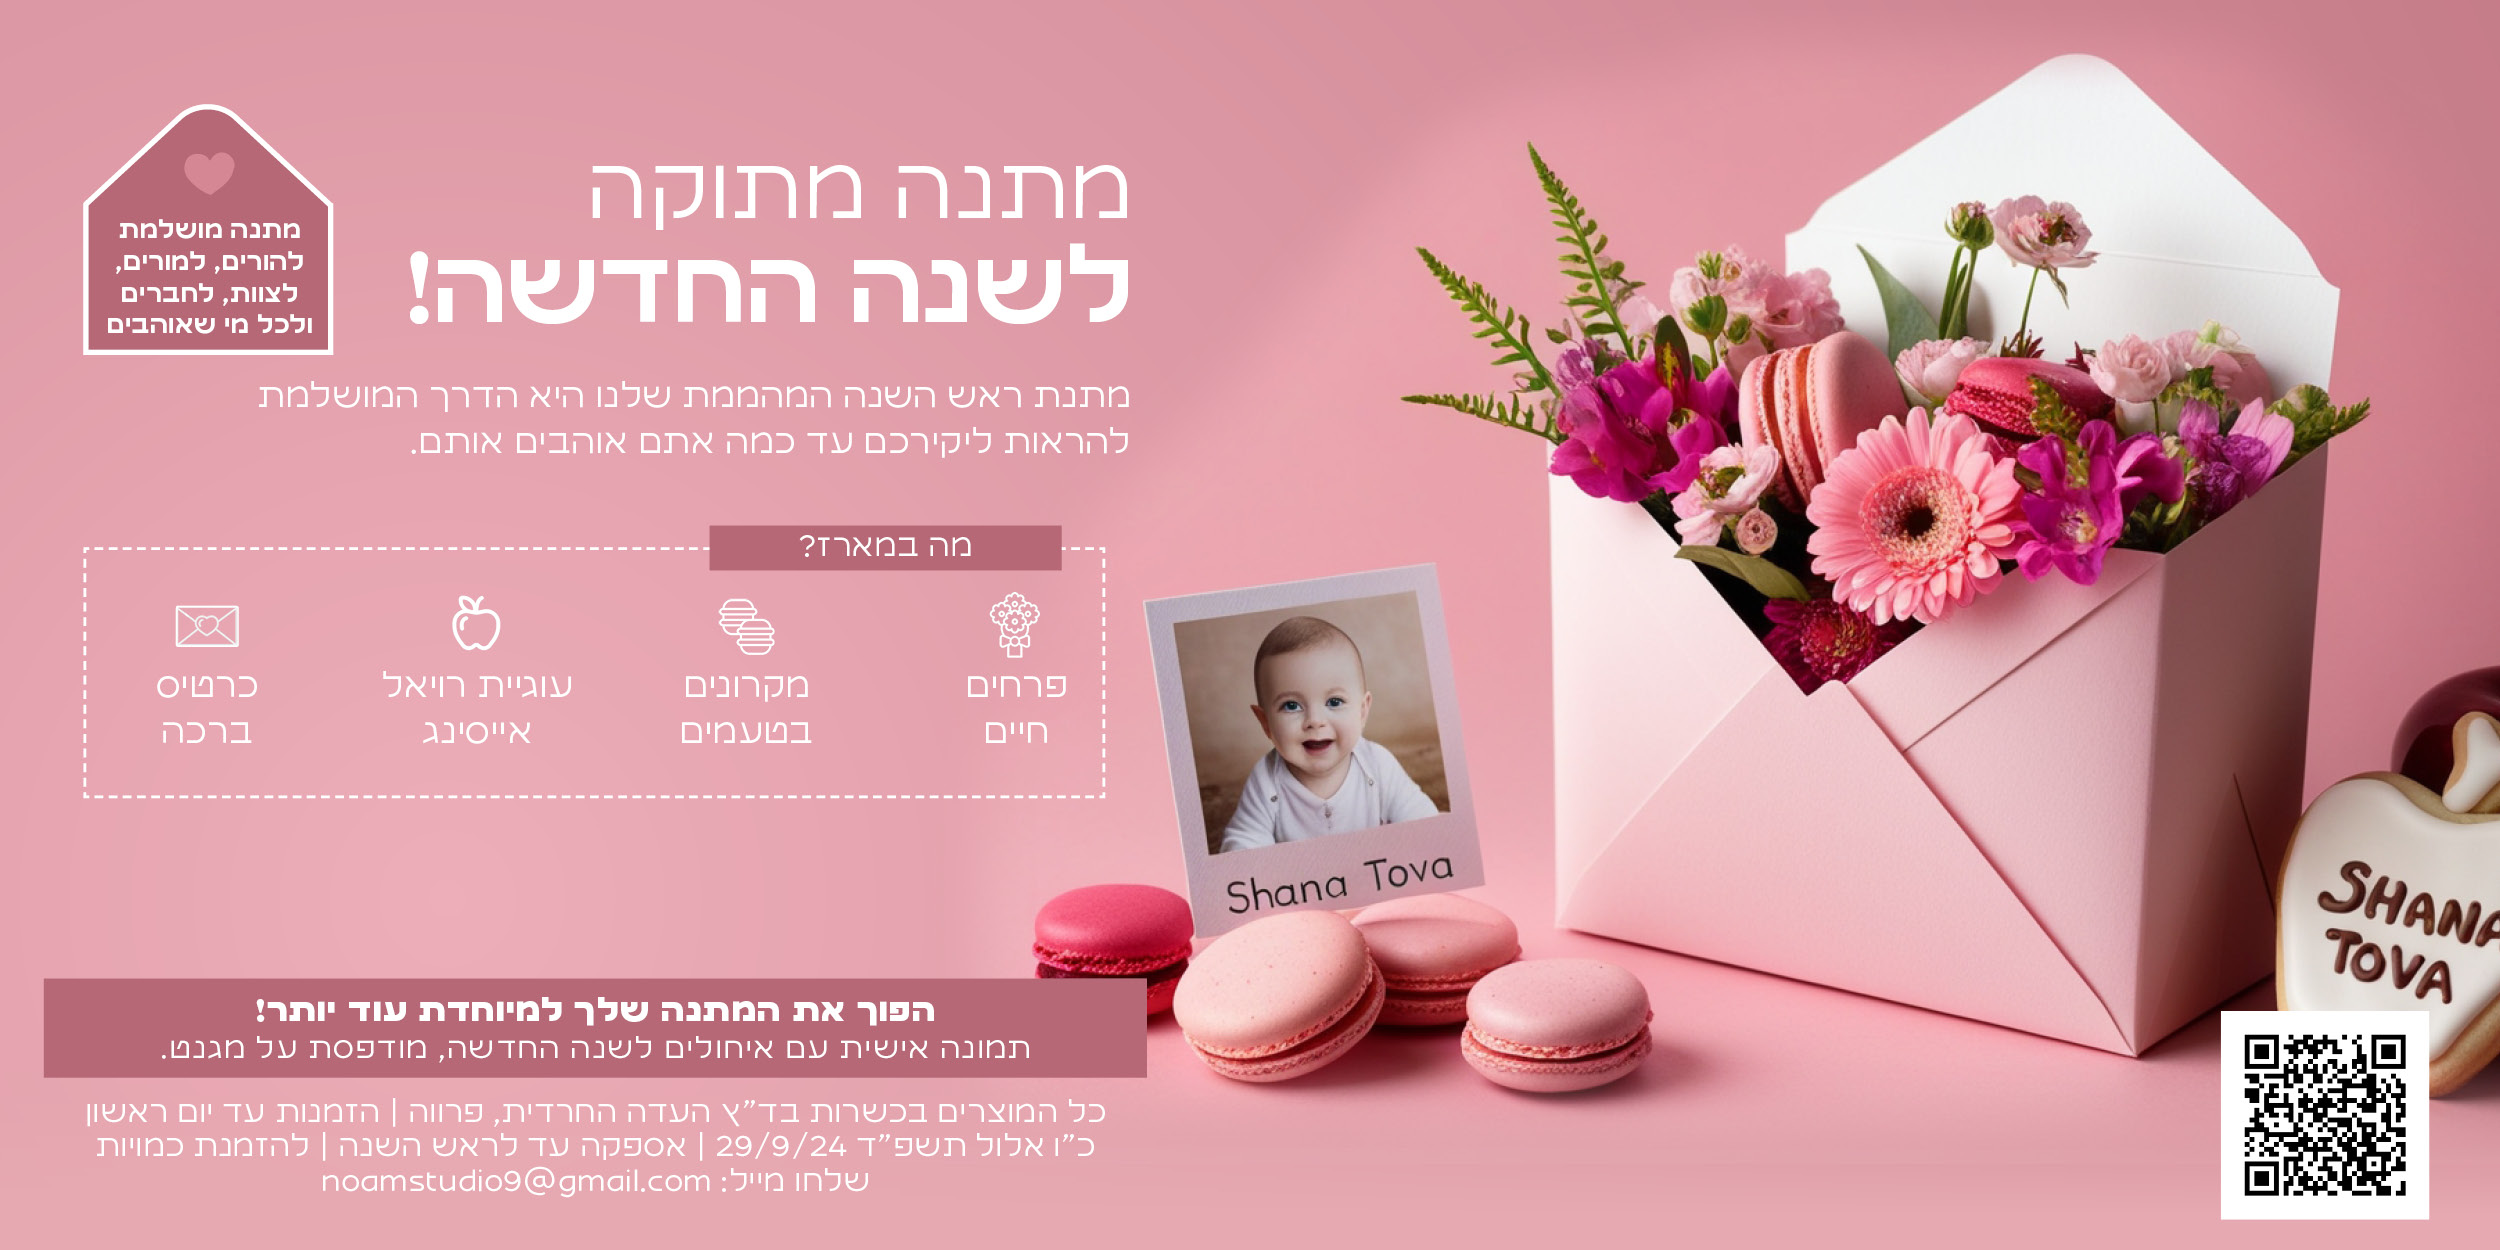 מתנה מתוקה
לשנה החדשה!
מתנה מושלמת
להורים, למורים,
לצוות, לחברים
ולכל מי שאוהבים
מתנת ראש השנה המהממת שלנו היא הדרך המושלמת
להראות ליקירכם עד כמה אתם אוהבים אותם.
מה במארז?
פרחים
חיים
מקרונים
בטעמים
עוגיית רויאל
אייסינג
כרטיס
ברכה
Shana Tova
SHANA
TOVA
הפוך את המתנה שלך למיוחדת עוד יותר!
תמונה אישית עם איחולים לשנה החדשה, מודפסת על מגנט.
כל המוצרים בכשרות בד״ץ העדה החרדית, פרווה | הזמנות עד יום ראשון
כ״ו אלול תשפ״ד 29/9/24 | אספקה עד לראש השנה | להזמנת כמויות
שלחו מייל: noamstudio9@gmail.com